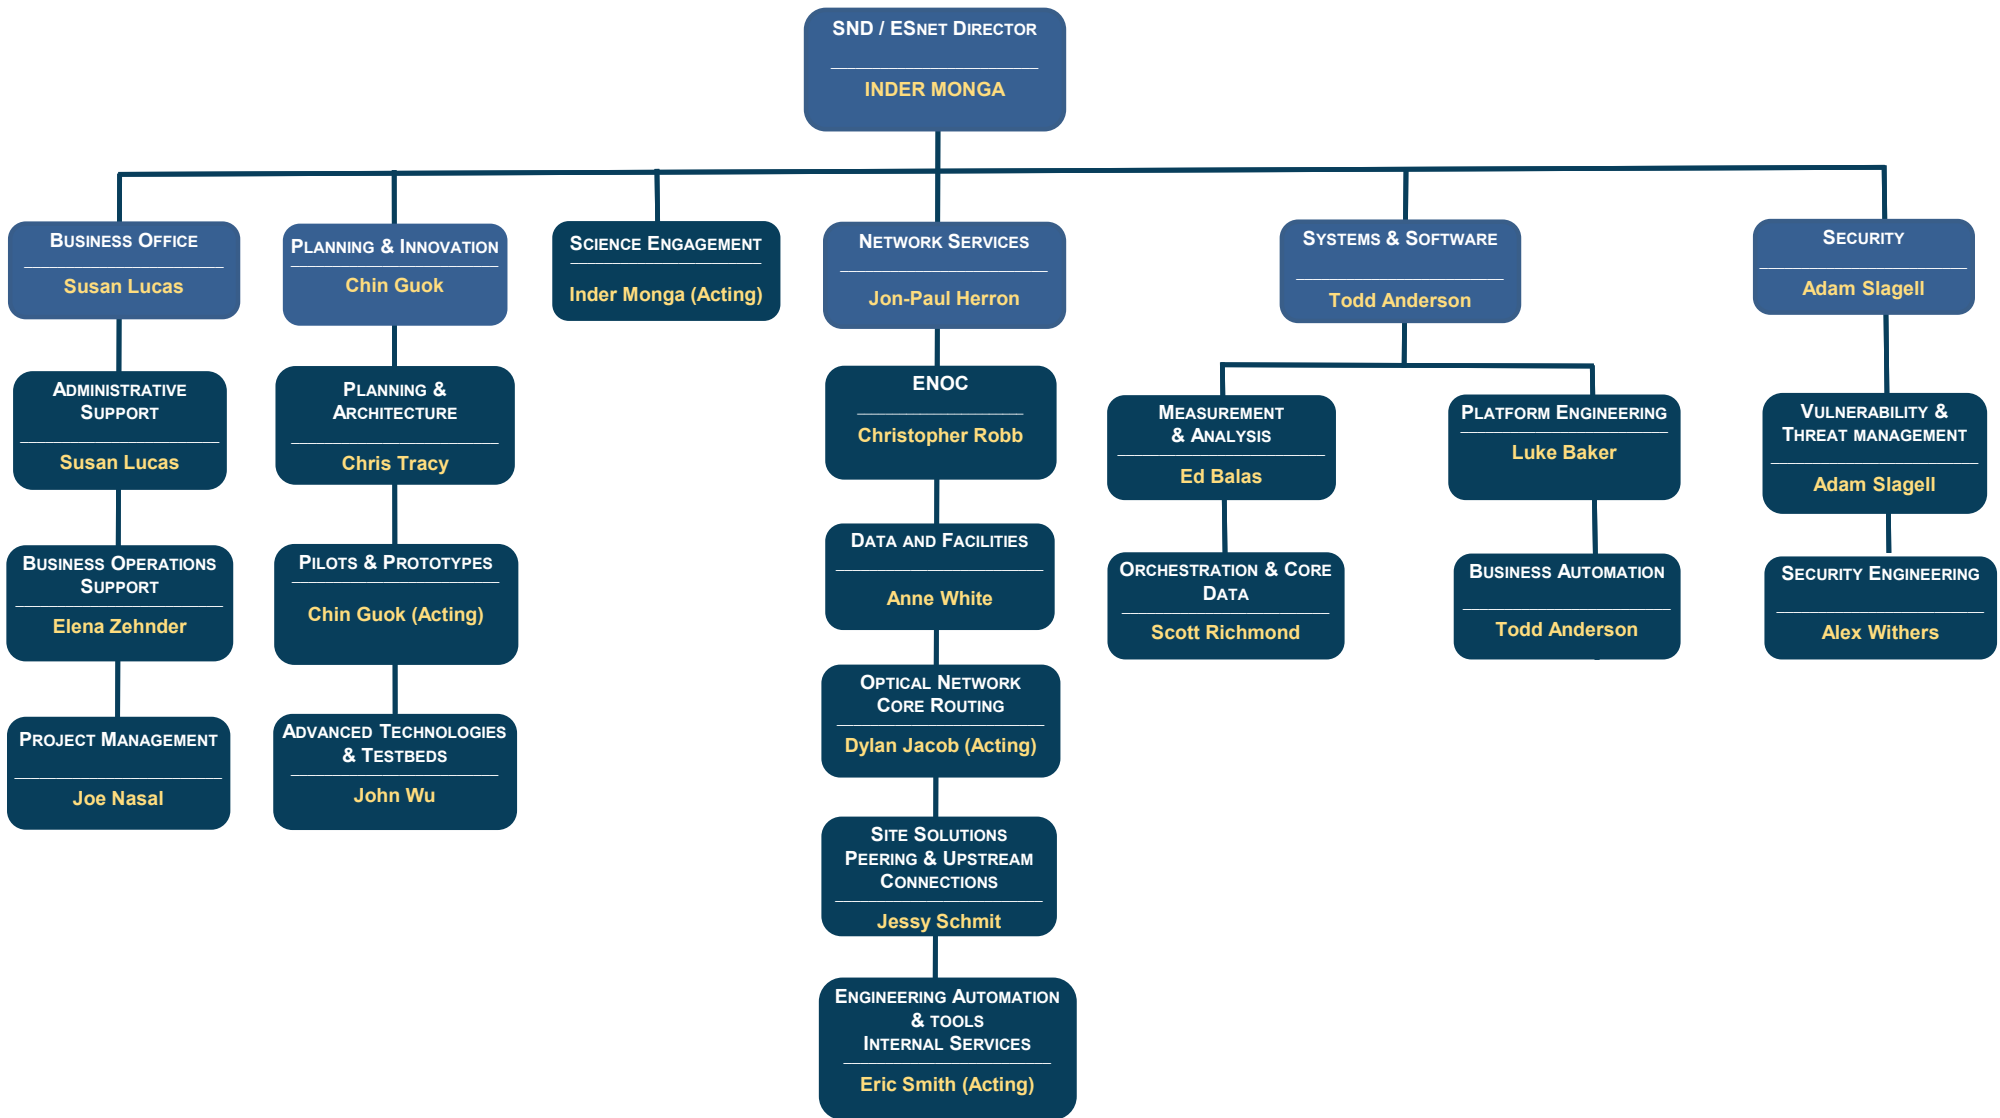 SND / ESnet Director
INDER MONGA
Business Office
Susan Lucas
Administrative
Support
Susan Lucas
Business Operations
Support
Elena Zehnder
Project Management
Joe Nasal
Planning & Innovation
Chin Guok
Planning &
Architecture
Chris Tracy
Pilots & Prototypes
Chin Guok (Acting)
Advanced Technologies
& Testbeds
John Wu
Science Engagement
Inder Monga (Acting)
Network Services
Jon-Paul Herron
ENOC
Christopher Robb
Data and Facilities
Anne White
Optical Network
Core Routing
Dylan Jacob (Acting)
Site Solutions
Peering & Upstream
Connections
Jessy Schmit
Engineering Automation
& tools
Internal Services
Eric Smith (Acting)
Systems & Software
Todd Anderson
Measurement
& Analysis
Ed Balas
Orchestration & Core
Data
Scott Richmond
Platform Engineering
Luke Baker
Business Automation
Todd Anderson
Security
Adam Slagell
Vulnerability &
Threat management
Adam Slagell
Security Engineering
Alex Withers